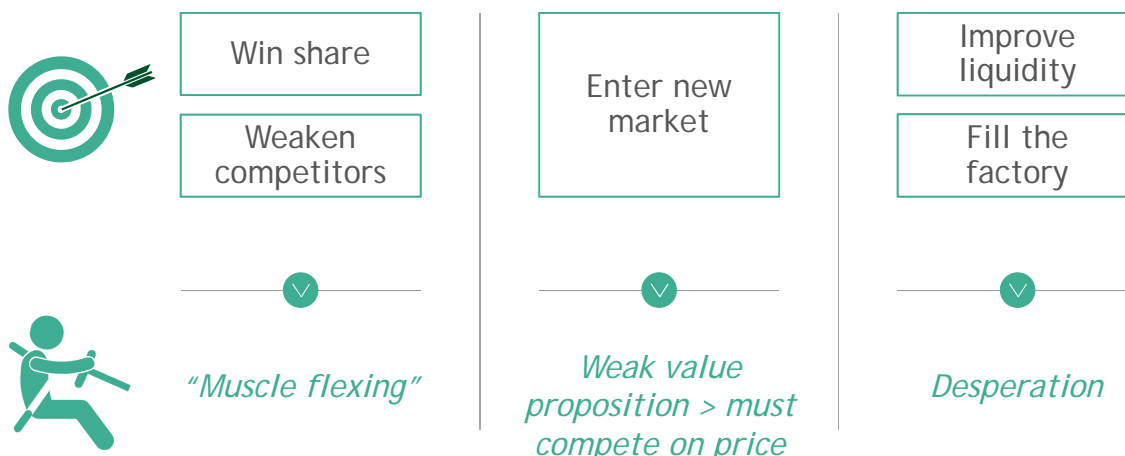 Win share
Weaken
competitors
Enter new
market
Improve
liquidity
Fill the
factory
“Muscle flexing”
Weak value
proposition > must
compete on price
Desperation